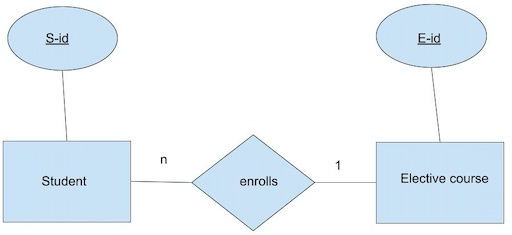 S-id
E-id
n
1
Student
enrolls
Elective course